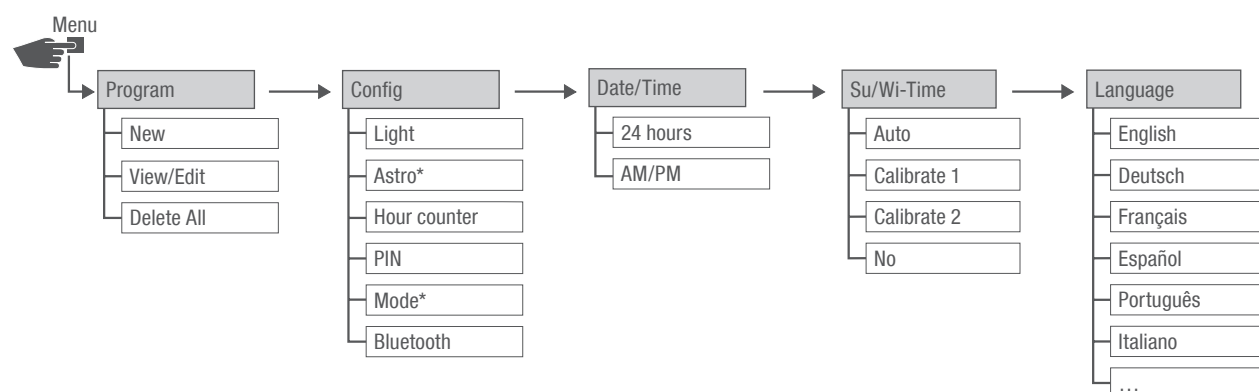 Menu
Program
New
View/Edit
Delete All
Config
Light
Astro*
Hour counter
PIN
Mode*
Bluetooth
Date/Time
24 hours
AM/PM
Su/Wi-Time
Auto
Calibrate 1
Calibrate 2
No
Language
English
Deutsch
Français
Español
Português
Italiano
…